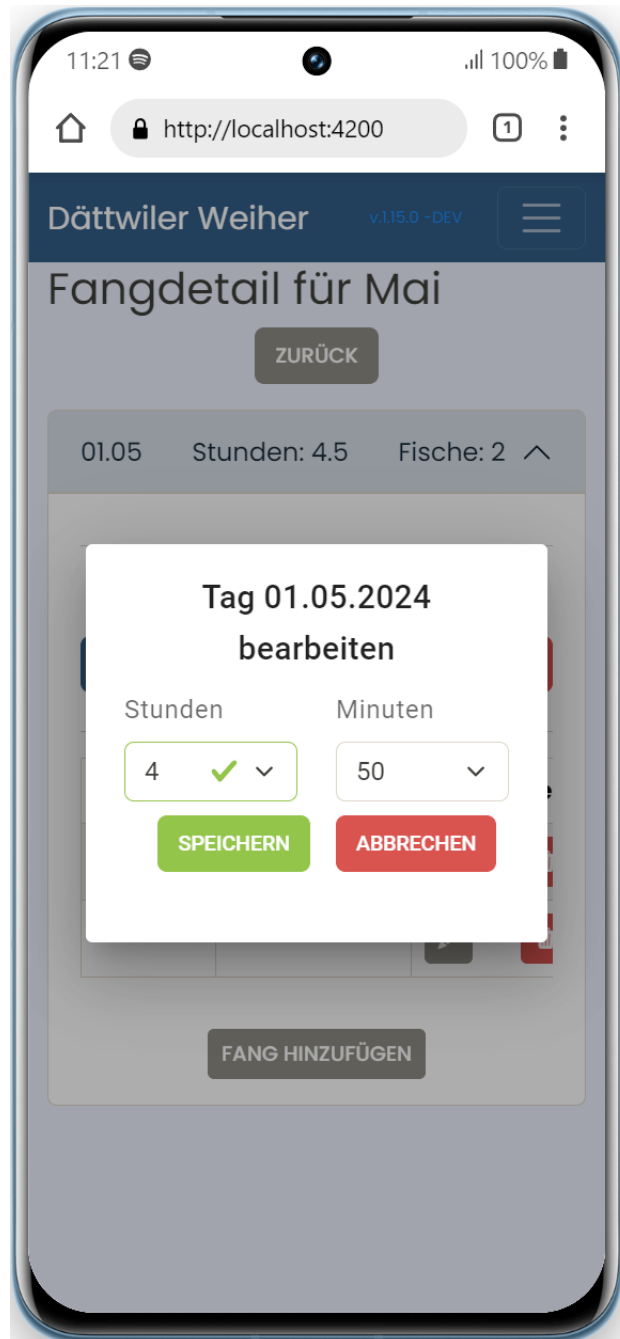 11:21
100%
http://localhost:4200
1
Dättwiler Weiher
v.1.15.0 -DEV
Fangdetail für Mai
ZURÜCK
01.05 Stunden: 4.5 Fische: 2
Tag 01.05.2024
bearbeiten
Stunden Minuten
4 50
SPEICHERN ABBRECHEN
FANG HINZUFÜGEN